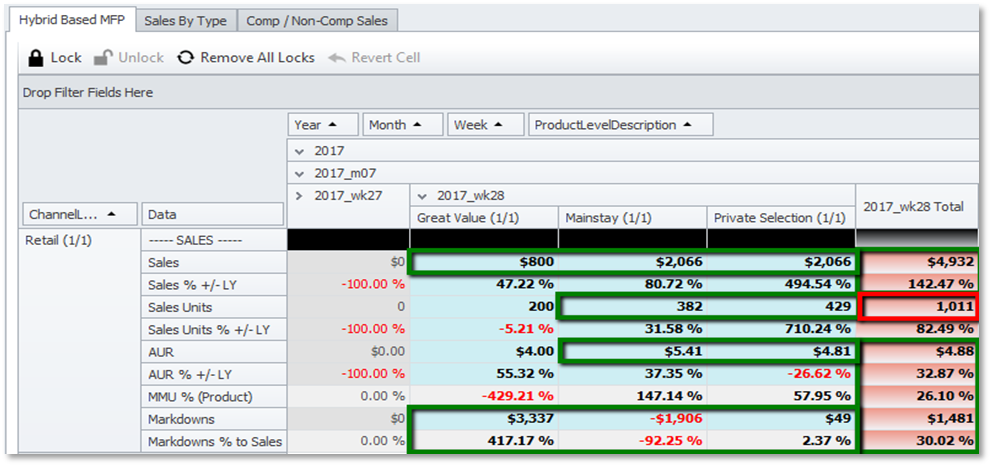 Hybrid Based MFP Sales By Type Comp / Non-Comp Sales
Lock Unlock Remove All Locks Revert Cell
Drop Filter Fields Here
Year Month Week ProductLevelDescription
2017
2017_m07
2017_wk27 2017_wk28 2017_wk28 Total
ChannelL... Data Great Value (1/1) Mainstay (1/1) Private Selection (1/1)
Retail (1/1) ----- SALES -----
Sales $0 $800 $2,066 $2,066 $4,932
Sales % +/- LY -100.00 % 47.22 % 80.72 % 494.54 % 142.47 %
Sales Units 0 200 382 429 1,011
Sales Units % +/- LY -100.00 % -5.21 % 31.58 % 710.24 % 82.49 %
AUR $0.00 $4.00 $5.41 $4.81 $4.88
AUR % +/- LY -100.00 % 55.32 % 37.35 % -26.62 % 32.87 %
MMU % (Product) 0.00 % -429.21 % 147.14 % 57.95 % 26.10 %
Markdowns $0 $3,337 -$1,906 $49 $1,481
Markdowns % to Sales 0.00 % 417.17 % -92.25 % 2.37 % 30.02 %